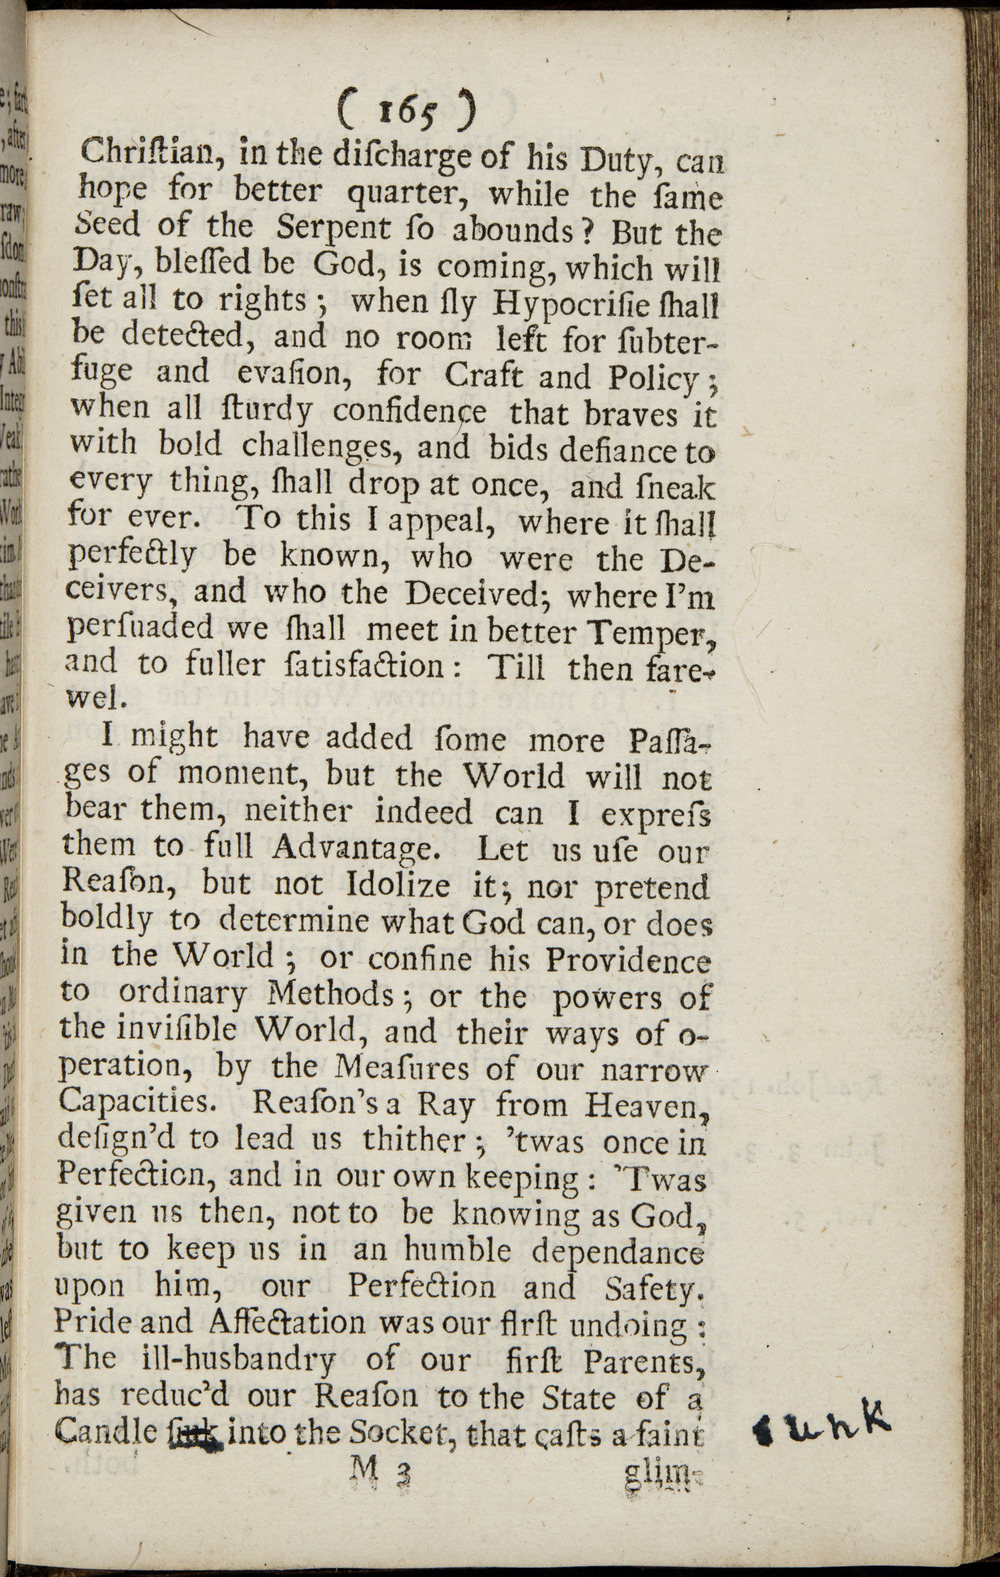 ( 165 )
Chriſtian, in the diſcharge of his Duty, can
hope for better quarter, while the ſame
Seed of the Serpent ſo abounds? But the
Day, bleſſed be God, is coming, which will
ſet all to rights; when ſly Hypocriſie ſhall
be detected, and no room left for ſubter-
fuge and evaſion, for Craft and Policy;
when all ſturdy confidence that braves it
with bold challenges, and bids defiance to
every thing, ſhall drop at once, and ſneak
for ever. To this I appeal, where it ſhall
perfectly be known, who were the De-
ceivers, and who the Deceived; where I'm
perſuaded we ſhall meet in better Temper,
and to fuller ſatisfaction: Till then fare-
wel.
I might have added ſome more Paſſa-
ges of moment, but the World will not
bear them, neither indeed can I expreſs
them to full Advantage. Let us uſe our
Reaſon, but not Idolize it; nor pretend
boldly to determine what God can, or does
in the World; or confine his Providence
to ordinary Methods; or the powers of
the inviſible World, and their ways of o-
peration, by the Meaſures of our narrow
Capacities. Reaſon's a Ray from Heaven,
deſign'd to lead us thither; 'twas once in
Perfection, and in our own keeping: 'Twas
given us then, not to be knowing as God,
but to keep us in an humble dependance
upon him, our Perfection and Safety.
Pride and Affectation was our firſt undoing:
The ill-husbandry of our firſt Parents,
has reduc'd our Reaſon to the State of a
Candle into the Socket, that caſts a faint
sunk
M 3 glim-